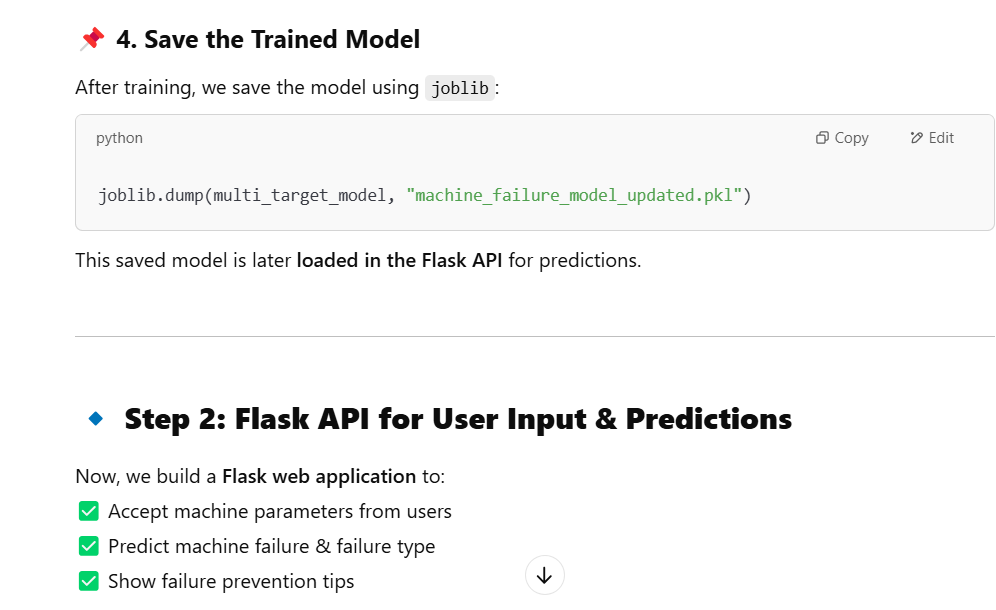 📌 4. Save the Trained Model
After training, we save the model using joblib:
python Copy Edit
joblib.dump(multi_target_model, "machine_failure_model_updated.pkl")
This saved model is later loaded in the Flask API for predictions.
🔹 Step 2: Flask API for User Input & Predictions
Now, we build a Flask web application to:
✅ Accept machine parameters from users
✅ Predict machine failure & failure type
✅ Show failure prevention tips